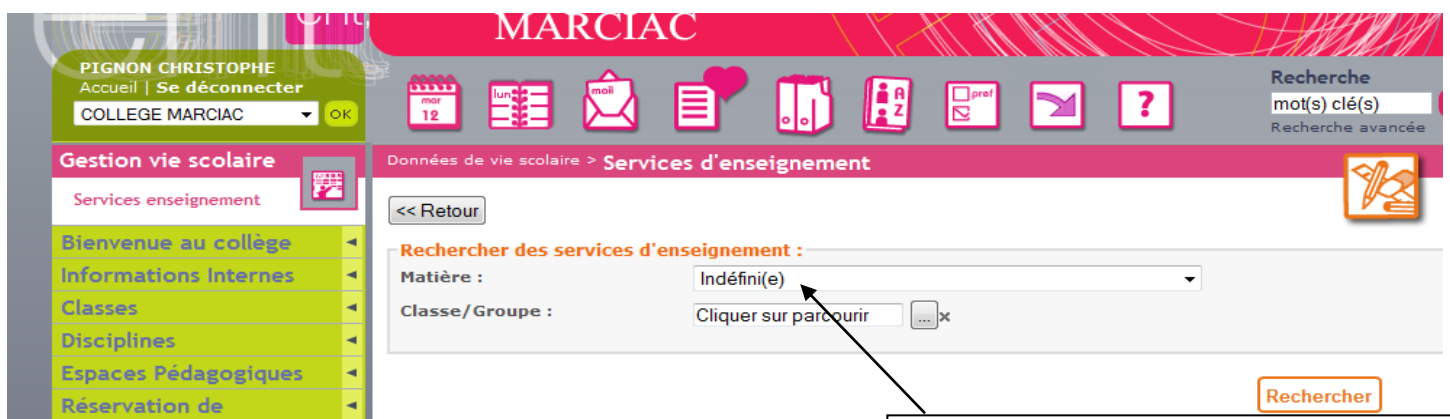 ent.
MARCIAC
PIGNON CHRISTOPHE
Accueil | Se déconnecter
COLLEGE MARCIAC
OK
mar
12
lun
mail
A
Z
pref
?
Recherche
mot(s) clé(s)
Recherche avancée
Gestion vie scolaire
Services enseignement
Données de vie scolaire > Services d'enseignement
<< Retour
Bienvenue au collège
Informations Internes
Classes
Disciplines
Espaces Pédagogiques
Réservation de
Rechercher des services d'enseignement :
Matière :
Indéfini(e)
Classe/Groupe :
Cliquer sur parcourir
...
×
Rechercher